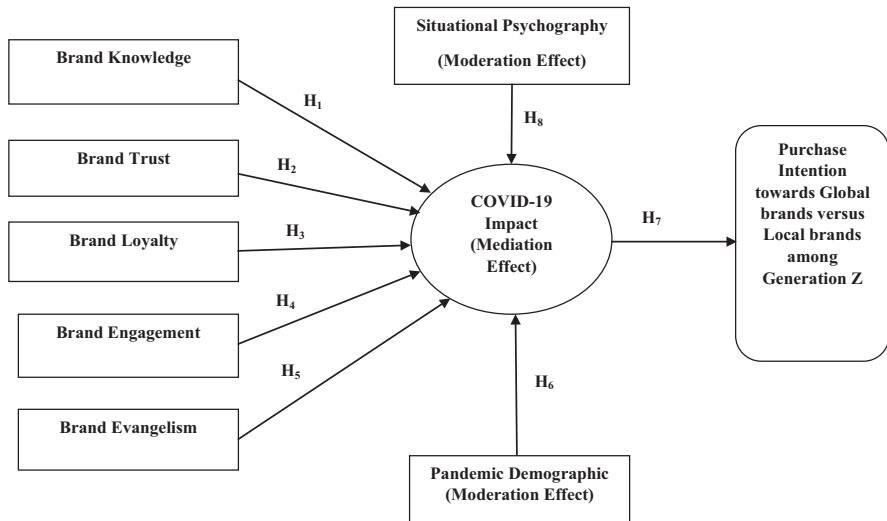 Situational Psychography
(Moderation Effect)
Brand Knowledge
H1
H8
Brand Trust
H2
Purchase
Intention
towards Global
brands versus
Local brands
among
Generation Z
COVID-19
Impact
(Mediation
Effect)
H7
Brand Loyalty
H3
H4
Brand Engagement
H5
H6
Brand Evangelism
Pandemic Demographic
(Moderation Effect)